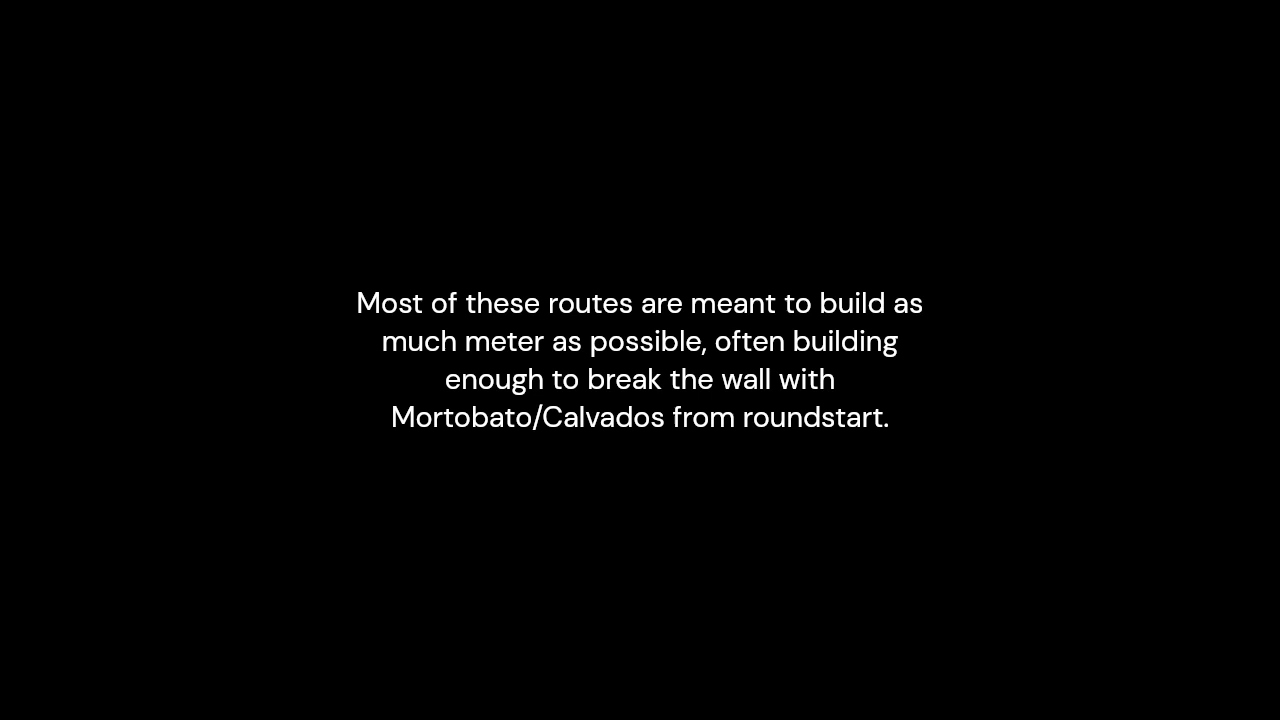 Most of these routes are meant to build as
much meter as possible, often building
enough to break the wall with
Mortobato/Calvados from roundstart.